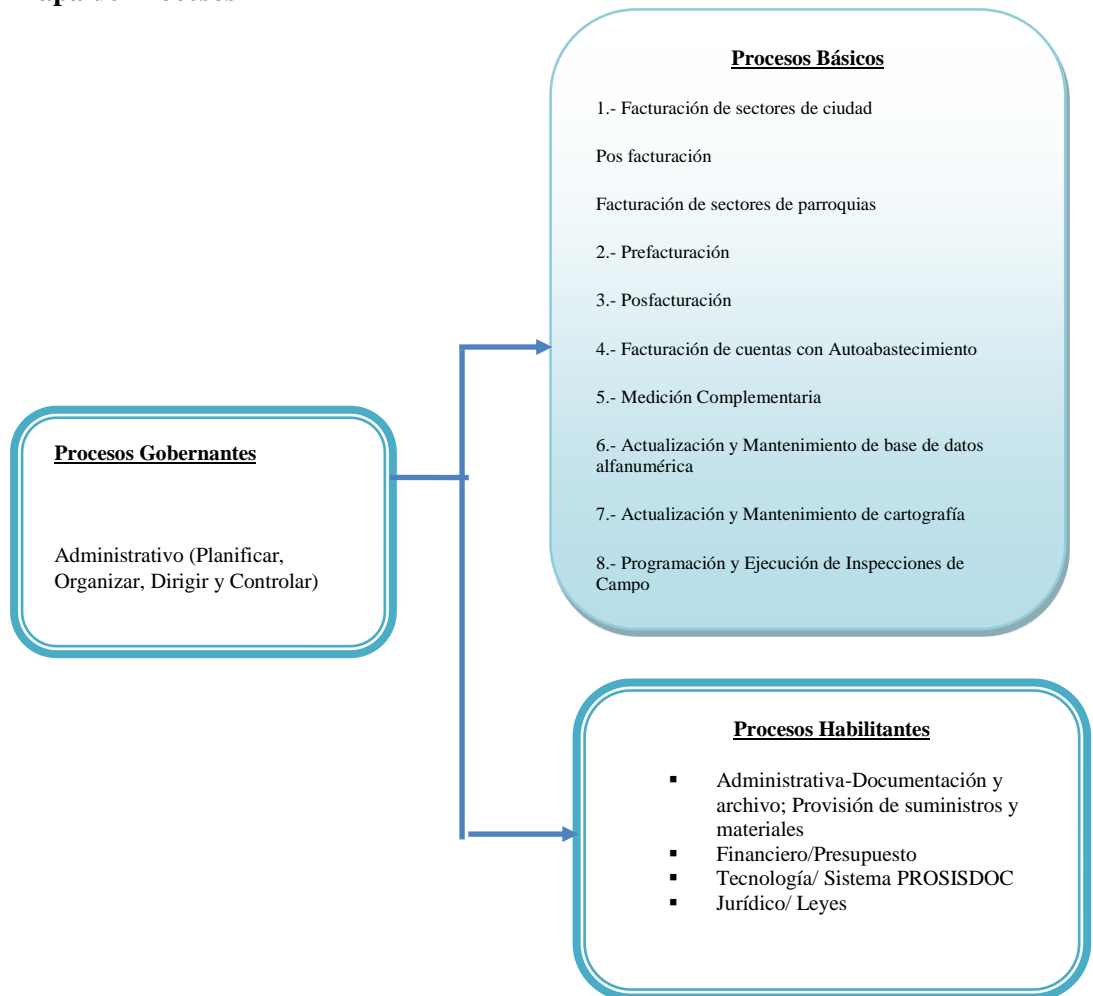 Procesos Básicos
1.- Facturación de sectores de ciudad
Pos facturación
Facturación de sectores de parroquias
2.- Prefacturación
3.- Posfacturación
4.- Facturación de cuentas con Autoabastecimiento
5.- Medición Complementaria
6.- Actualización y Mantenimiento de base de datos
alfanumérica
7.- Actualización y Mantenimiento de cartografía
8.- Programación y Ejecución de Inspecciones de
Campo
Procesos Gobernantes
Administrativo (Planificar,
Organizar, Dirigir y Controlar)
Procesos Habilitantes
▪ Administrativa-Documentación y
archivo; Provisión de suministros y
materiales
▪ Financiero/Presupuesto
▪ Tecnología/ Sistema PROSISDOC
▪ Jurídico/ Leyes